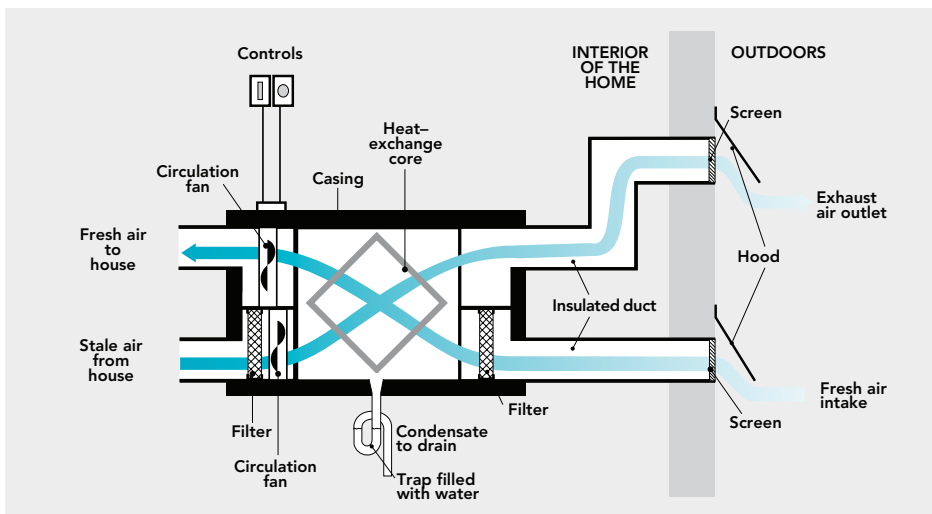 Controls
INTERIOR
OF THE
HOME
OUTDOORS
Screen
Heat–
exchange
core
Circulation
fan
Casing
Exhaust
air outlet
Fresh air
to
house
Hood
Insulated duct
Stale air
from
house
Fresh air
intake
Filter
Screen
Filter
Condensate
to drain
Circulation
fan
Trap filled
with water